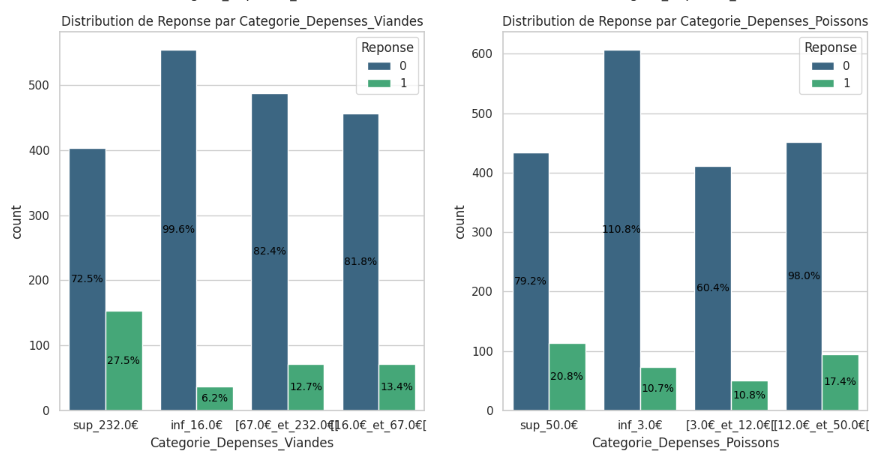 Distribution de Reponse par Categorie_Depenses_Viandes
Reponse
0
1
500
400
300
200
100
0
count
72.5%
99.6%
82.4%
81.8%
27.5%
6.2%
12.7%
13.4%
sup_232.0€
inf_16.0€
[67.0€_et_232.0€[
[16.0€_et_67.0€[
Categorie_Depenses_Viandes
Distribution de Reponse par Categorie_Depenses_Poissons
Reponse
0
1
600
500
400
300
200
100
0
count
79.2%
110.8%
60.4%
98.0%
20.8%
10.7%
10.8%
17.4%
sup_50.0€
inf_3.0€
[3.0€_et_12.0€[
[12.0€_et_50.0€[
Categorie_Depenses_Poissons